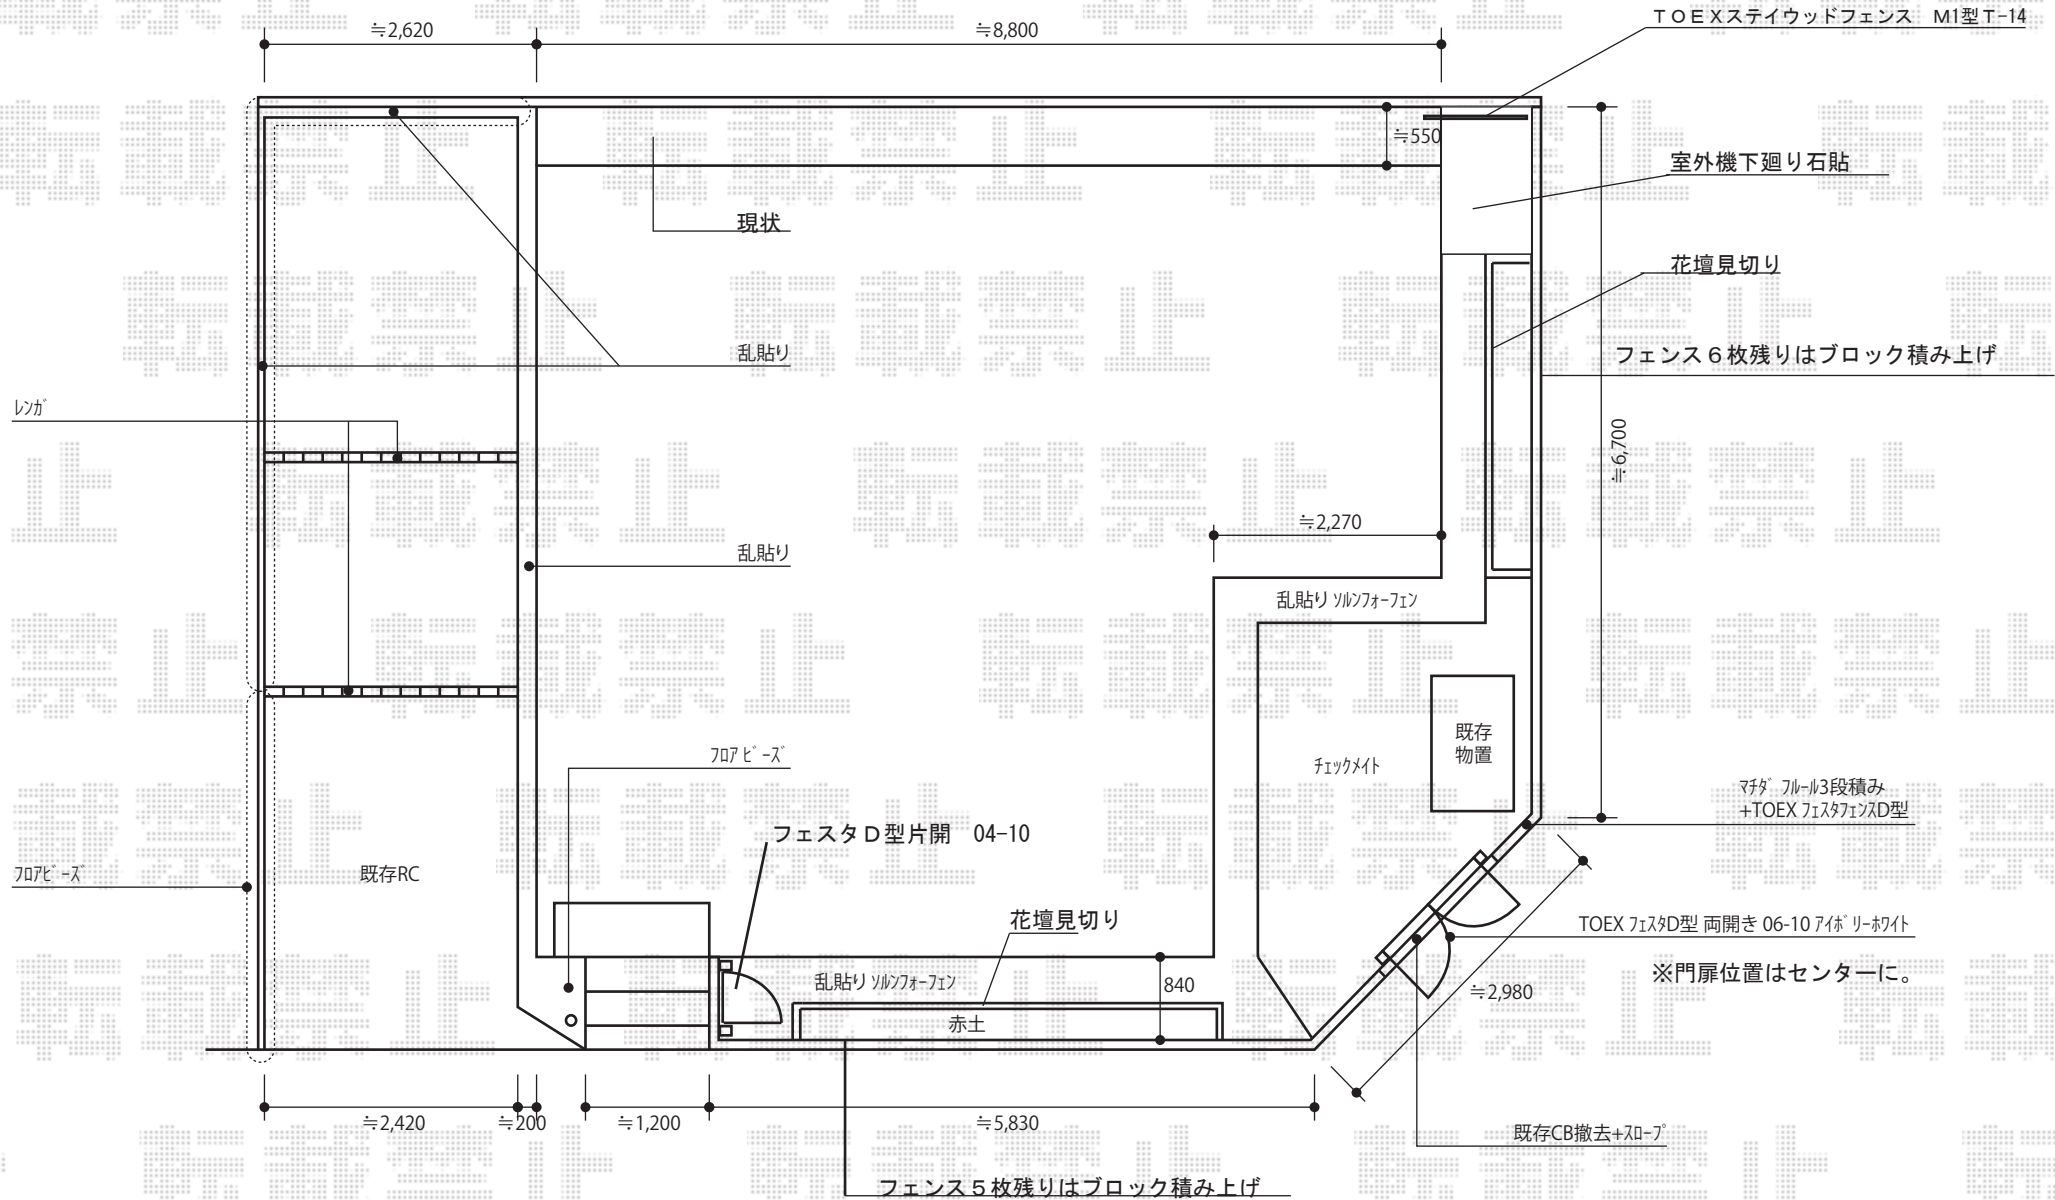 ≒2,620
≒8,800
ＴＯＥＸステイウッドフェンス　M1型Ｔ-14
≒550
室外機下廻り石貼
現状
花壇見切り
乱貼り
フェンス６枚残りはブロック積み上げ
ﾚﾝｶﾞ
≒6,700
≒2,270
乱貼り
乱貼り ｿﾙﾝﾌｫｰﾌｪﾝ
既存
物置
ﾌﾛｱﾋﾞｰｽﾞ
ﾁｪｯｸﾒｲﾄ
ﾏﾁﾀﾞ ﾌﾙｰﾙ3段積み
+TOEX ﾌｪｽﾀﾌｪﾝｽD型
フェスタＤ型片開　04-10
既存RC
ﾌﾛｱﾋﾞｰｽﾞ
花壇見切り
TOEX ﾌｪｽﾀD型 両開き 06-10 ｱｲﾎﾞﾘｰﾎﾜｲﾄ
※門扉位置はセンターに。
乱貼り ｿﾙﾝﾌｫｰﾌｪﾝ
840
≒2,980
赤土
≒2,420
≒200
≒1,200
≒5,830
既存CB撤去+ｽﾛｰﾌﾟ
フェンス５枚残りはブロック積み上げ
転載禁止